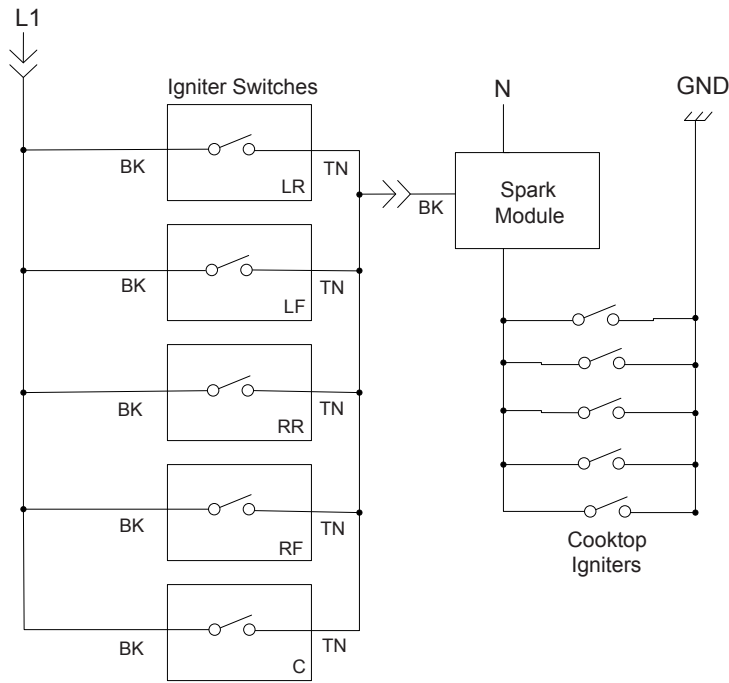 L1
Igniter Switches
BK
TN
LR
BK
TN
LF
BK
TN
RR
BK
TN
RF
BK
TN
C
BK
N
GND
Spark
Module
Cooktop
Igniters